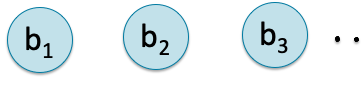 b₁ b₂ b₃ . .